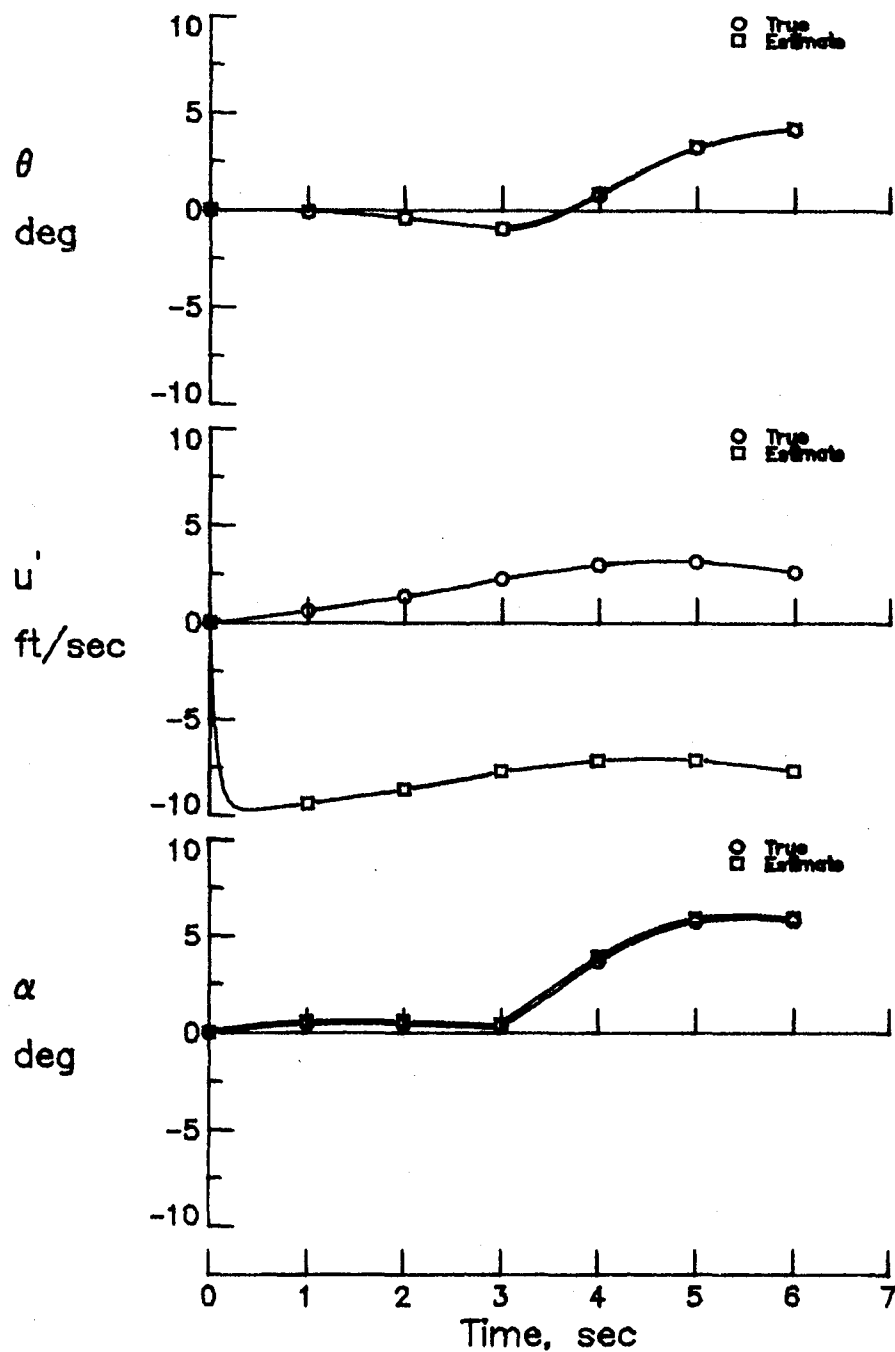 10
○ True
□ Estimate
5
θ
0
deg
-5
-10
10
○ True
□ Estimate
5
u'
0
ft/sec
-5
-10
10
○ True
□ Estimate
5
α
0
deg
-5
-10
0 1 2 3 4 5 6 7
Time, sec